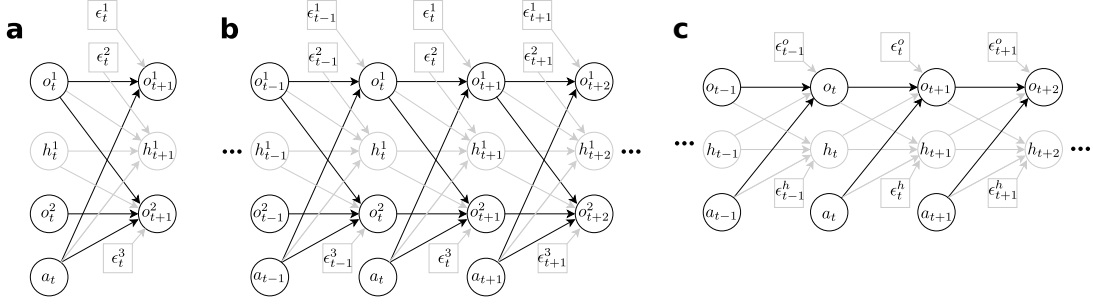 a
ϵ_t^1
ϵ_t^2
o_t^1
o_{t+1}^1
h_t^1
h_{t+1}^1
o_t^2
o_{t+1}^2
ϵ_t^3
a_t
b
ϵ_{t-1}^1 ϵ_t^1 ϵ_{t+1}^1
ϵ_{t-1}^2 ϵ_t^2 ϵ_{t+1}^2
o_{t-1}^1 o_t^1 o_{t+1}^1 o_{t+2}^1
... h_{t-1}^1 h_t^1 h_{t+1}^1 h_{t+2}^1 ...
o_{t-1}^2 o_t^2 o_{t+1}^2 o_{t+2}^2
ϵ_{t-1}^3 ϵ_t^3 ϵ_{t+1}^3
a_{t-1} a_t a_{t+1}
c
ϵ_{t-1}^o ϵ_t^o ϵ_{t+1}^o
o_{t-1} o_t o_{t+1} o_{t+2}
... h_{t-1} h_t h_{t+1} h_{t+2} ...
ϵ_{t-1}^h ϵ_t^h ϵ_{t+1}^h
a_{t-1} a_t a_{t+1}